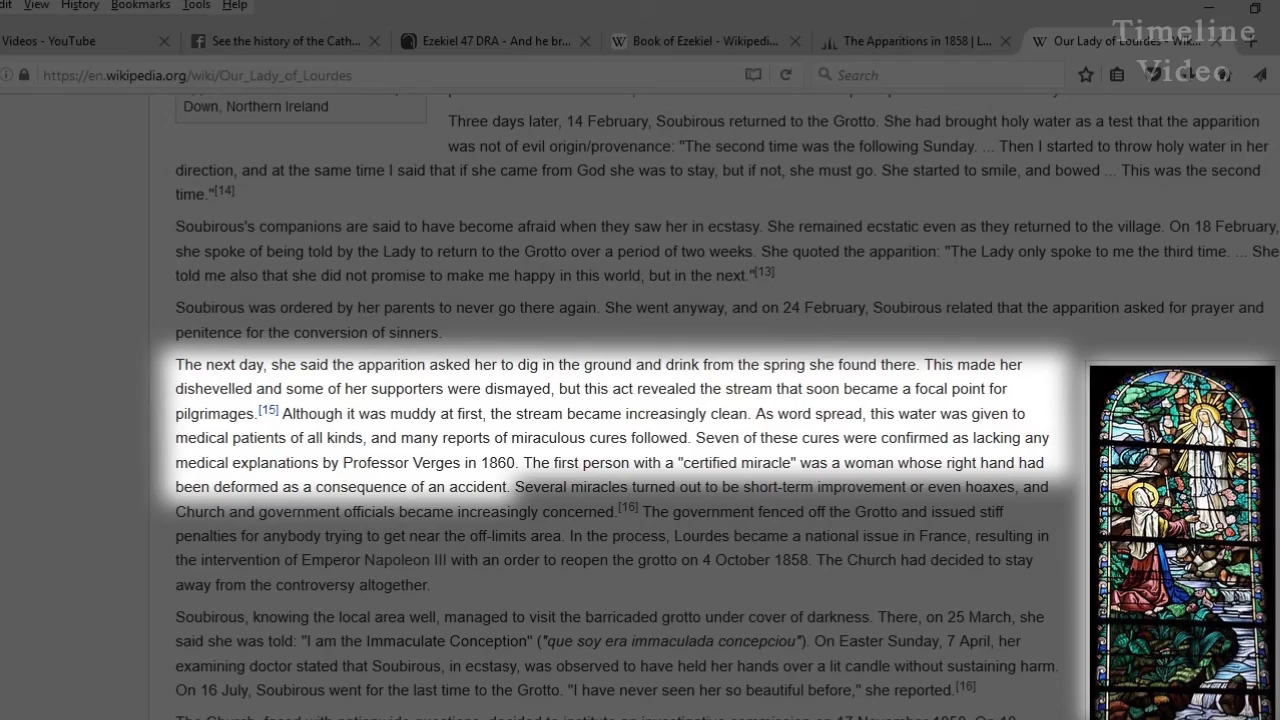 dit View History Bookmarks Tools Help
Timeline
Video
Videos - YouTube
See the history of the Cath...
Ezekiel 47 DRA - And he br...
Book of Ezekiel - Wikipedi...
The Apparitions in 1858 | L...
Our Lady of Lourdes - Wik...
https://en.wikipedia.org/wiki/Our_Lady_of_Lourdes
Search
Down, Northern Ireland
Three days later, 14 February, Soubirous returned to the Grotto. She had brought holy water as a test that the apparition
was not of evil origin/provenance: "The second time was the following Sunday. ... Then I started to throw holy water in her
direction, and at the same time I said that if she came from God she was to stay, but if not, she must go. She started to smile, and bowed ... This was the second
time."[14]
Soubirous's companions are said to have become afraid when they saw her in ecstasy. She remained ecstatic even as they returned to the village. On 18 February,
she spoke of being told by the Lady to return to the Grotto over a period of two weeks. She quoted the apparition: "The Lady only spoke to me the third time. ... She
told me also that she did not promise to make me happy in this world, but in the next."[13]
Soubirous was ordered by her parents to never go there again. She went anyway, and on 24 February, Soubirous related that the apparition asked for prayer and
penitence for the conversion of sinners.
The next day, she said the apparition asked her to dig in the ground and drink from the spring she found there. This made her
dishevelled and some of her supporters were dismayed, but this act revealed the stream that soon became a focal point for
pilgrimages.[15] Although it was muddy at first, the stream became increasingly clean. As word spread, this water was given to
medical patients of all kinds, and many reports of miraculous cures followed. Seven of these cures were confirmed as lacking any
medical explanations by Professor Verges in 1860. The first person with a "certified miracle" was a woman whose right hand had
been deformed as a consequence of an accident. Several miracles turned out to be short-term improvement or even hoaxes, and
Church and government officials became increasingly concerned.[16] The government fenced off the Grotto and issued stiff
penalties for anybody trying to get near the off-limits area. In the process, Lourdes became a national issue in France, resulting in
the intervention of Emperor Napoleon III with an order to reopen the grotto on 4 October 1858. The Church had decided to stay
away from the controversy altogether.
Soubirous, knowing the local area well, managed to visit the barricaded grotto under cover of darkness. There, on 25 March, she
said she was told: "I am the Immaculate Conception" ("que soy era immaculada concepciou"). On Easter Sunday, 7 April, her
examining doctor stated that Soubirous, in ecstasy, was observed to have held her hands over a lit candle without sustaining harm.
On 16 July, Soubirous went for the last time to the Grotto. "I have never seen her so beautiful before," she reported.[16]